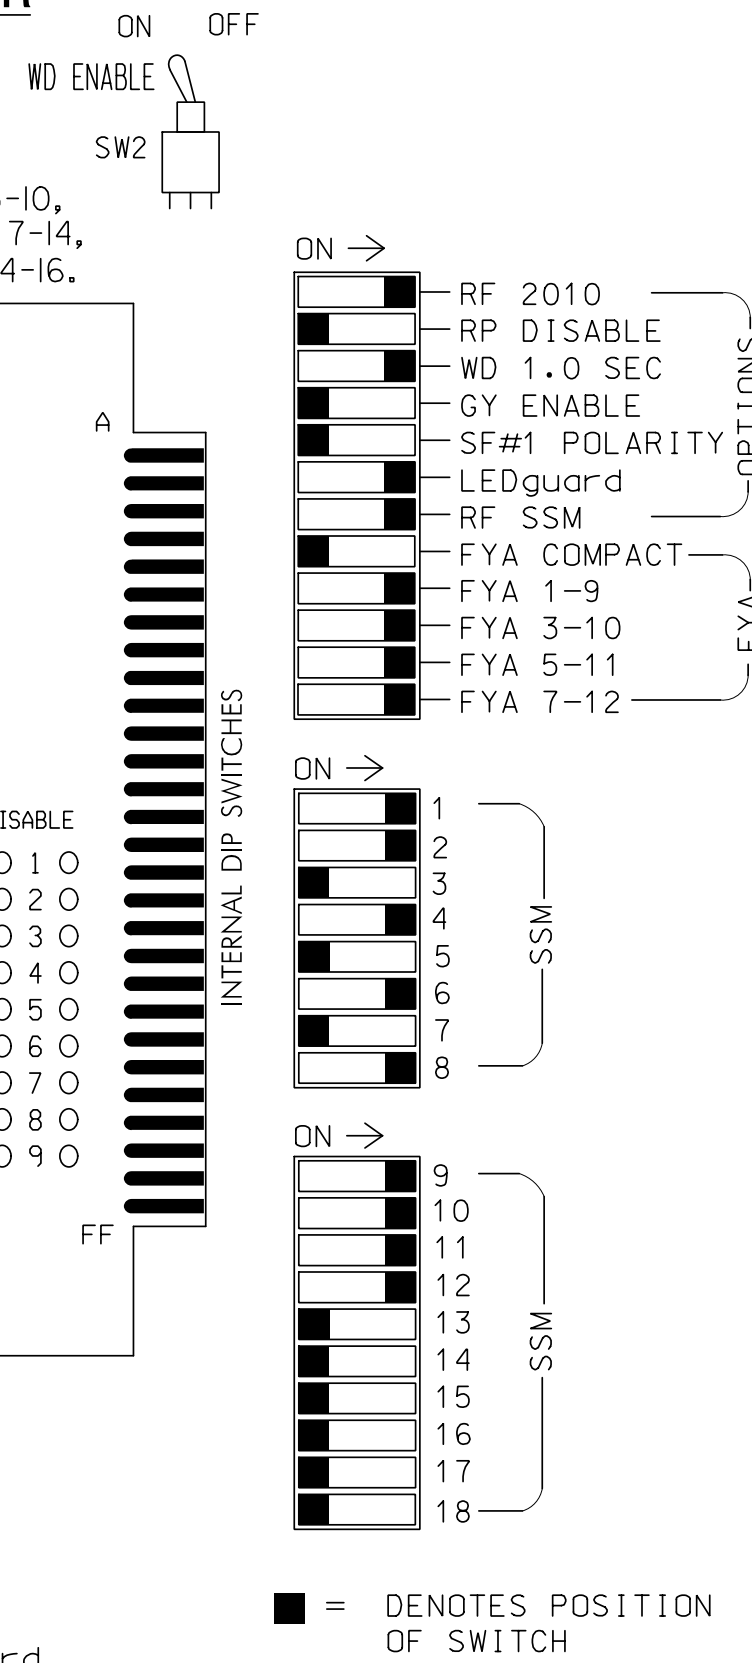 ON OFF
WD ENABLE
SW2
-10,
7-14,
4-16.
ON
RF 2010
RP DISABLE
WD 1.0 SEC
GY ENABLE
SF#1 POLARITY
LEDguard
RF SSM
FYA COMPACT
FYA 1-9
FYA 3-10
FYA 5-11
FYA 7-12
OPTIONS
FYA
A
FF
INTERNAL DIP SWITCHES
ISABLE
1
2
3
4
5
6
7
8
9
ON
1
2
3
4
5
6
7
8
SSM
ON
9
10
11
12
13
14
15
16
17
18
SSM
= DENOTES POSITION
OF SWITCH